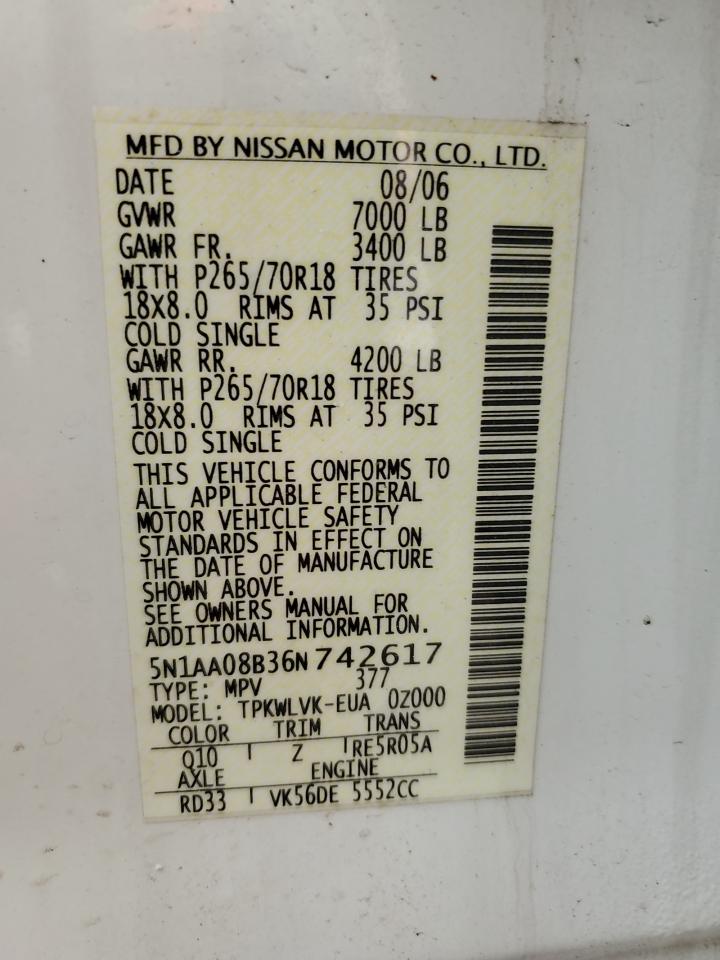 MFD BY NISSAN MOTOR CO., LTD.
DATE 08/06
GVWR 7000 LB
GAWR FR. 3400 LB
WITH P265/70R18 TIRES
18X8.0 RIMS AT 35 PSI
COLD SINGLE
GAWR RR. 4200 LB
WITH P265/70R18 TIRES
18X8.0 RIMS AT 35 PSI
COLD SINGLE
THIS VEHICLE CONFORMS TO
ALL APPLICABLE FEDERAL
MOTOR VEHICLE SAFETY
STANDARDS IN EFFECT ON
THE DATE OF MANUFACTURE
SHOWN ABOVE.
SEE OWNERS MANUAL FOR
ADDITIONAL INFORMATION.
5N1AA08B36N742617
TYPE: MPV 377
MODEL: TPKWLVK-EUA 0Z000
COLOR TRIM TRANS
Q10 Z RE5R05A
AXLE ENGINE
RD33 VK56DE 5552CC